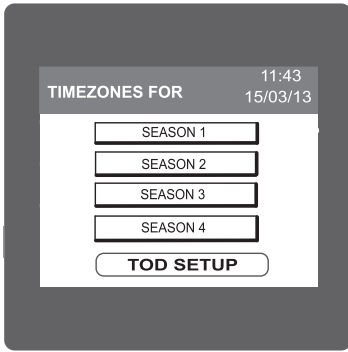 11:43
TIMEZONES FOR 15/03/13
SEASON 1
SEASON 2
SEASON 3
SEASON 4
TOD SETUP